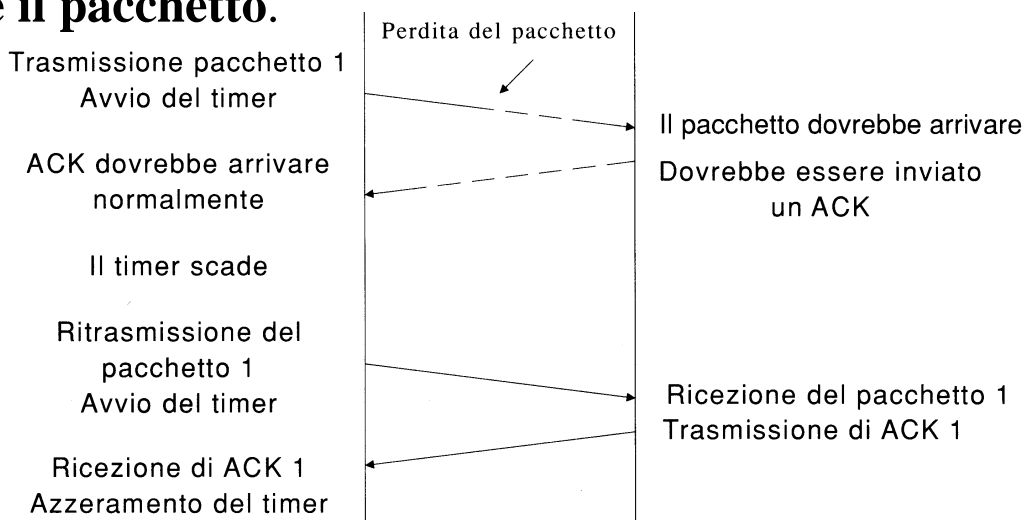 e il pacchetto.
Perdita del pacchetto
Trasmissione pacchetto 1
Avvio del timer
Il pacchetto dovrebbe arrivare
ACK dovrebbe arrivare
normalmente
Dovrebbe essere inviato
un ACK
Il timer scade
Ritrasmissione del
pacchetto 1
Avvio del timer
Ricezione del pacchetto 1
Trasmissione di ACK 1
Ricezione di ACK 1
Azzeramento del timer